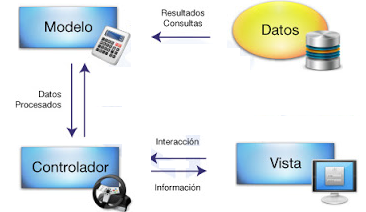 Modelo
Resultados
Consultas
Datos
Datos
Procesados
Controlador
Interacción
Información
Vista